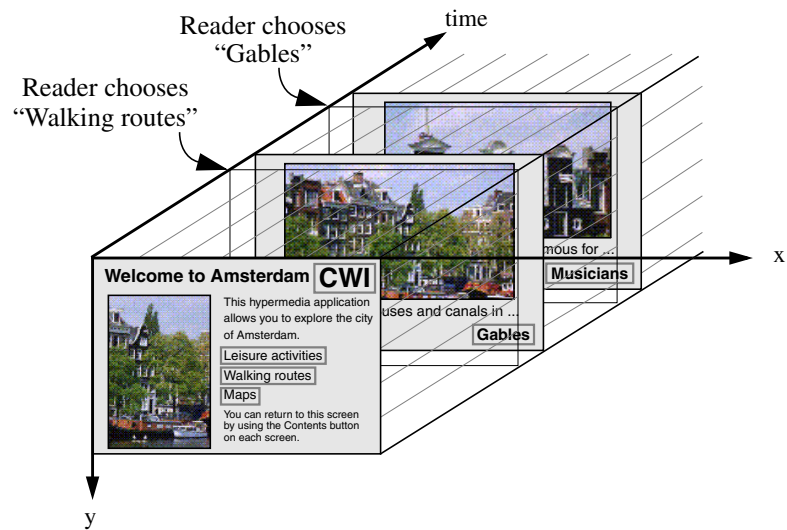 Reader chooses
“Gables”
time
Reader chooses
“Walking routes”
x
mous for ...
Musicians
Welcome to Amsterdam CWI
This hypermedia application
allows you to explore the city
of Amsterdam.
Leisure activities
Walking routes
Maps
You can return to this screen
by using the Contents button
on each screen.
uses and canals in ...
Gables
y